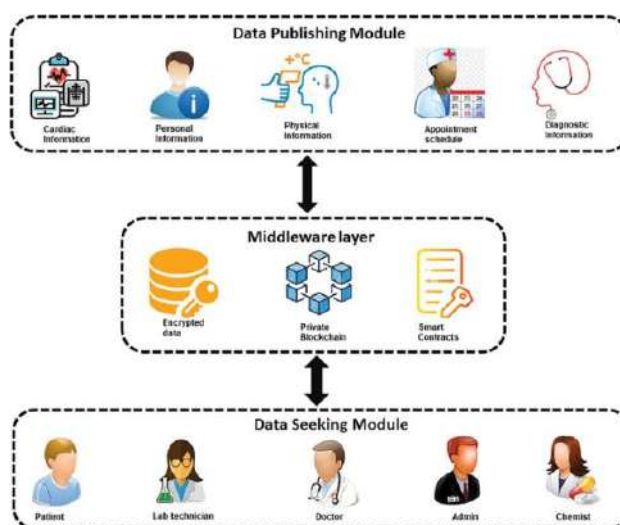 Data Publishing Module
+°C
Cardiac
Information
Personal
Information
Physical
Information
Appointment
schedule
Diagnostic
Information
Middleware layer
Encrypted
data
Private
Blockchain
Smart
Contracts
Data Seeking Module
Patient
Lab technician
Doctor
Admin
Chemist